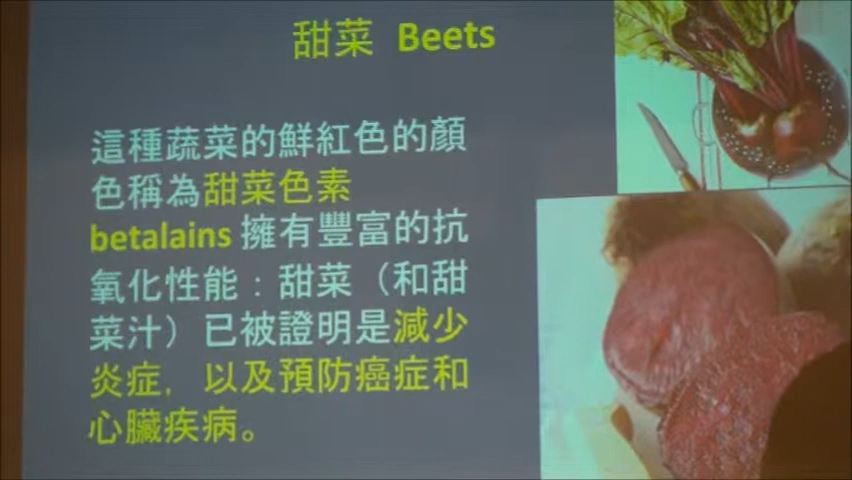 甜菜 Beets
這種蔬菜的鮮紅色的顏
色稱為甜菜色素
betalains 擁有豐富的抗
氧化性能：甜菜（和甜
菜汁）已被證明是減少
炎症，以及預防癌症和
心臟疾病。